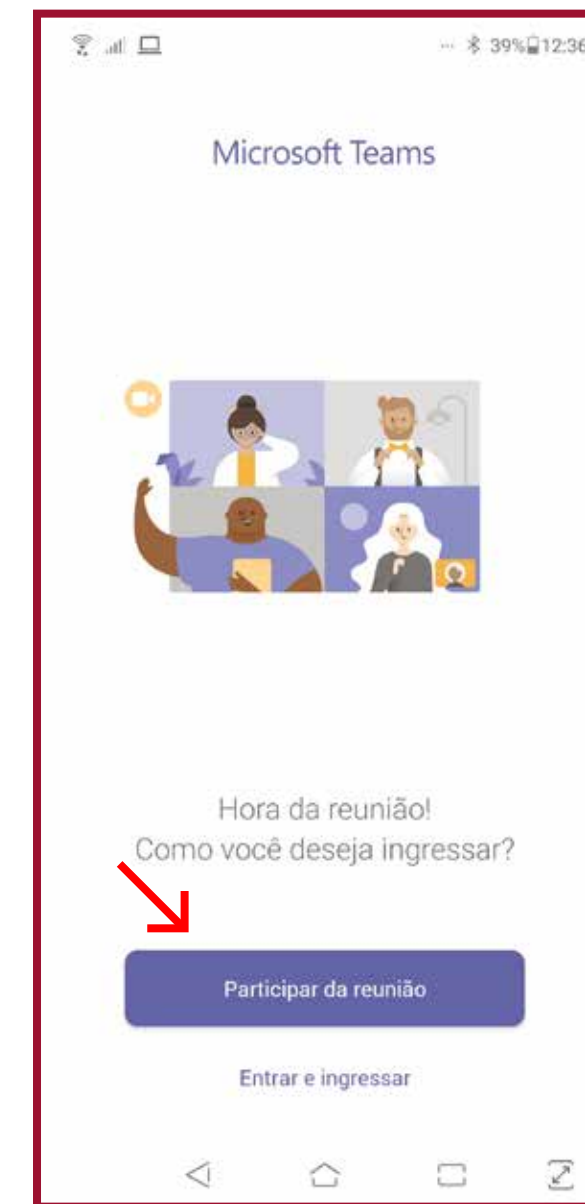 39% 12:36
Microsoft Teams
Hora da reunião!
Como você deseja ingressar?
Participar da reunião
Entrar e ingressar